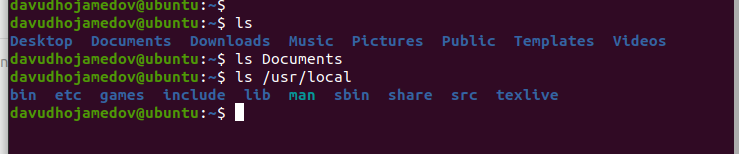 davudhojamedov@ubuntu:~$
davudhojamedov@ubuntu:~$ ls
Desktop Documents Downloads Music Pictures Public Templates Videos
davudhojamedov@ubuntu:~$ ls Documents
davudhojamedov@ubuntu:~$ ls /usr/local
bin etc games include lib man sbin share src texlive
davudhojamedov@ubuntu:~$